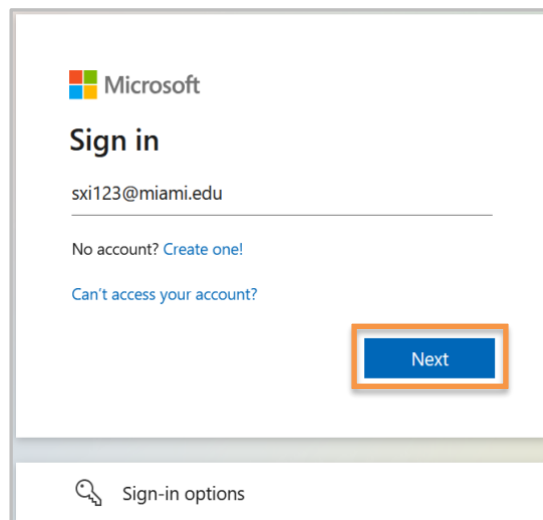 Microsoft
Sign in
sxi123@miami.edu
No account? Create one!
Can't access your account?
Next
Sign-in options